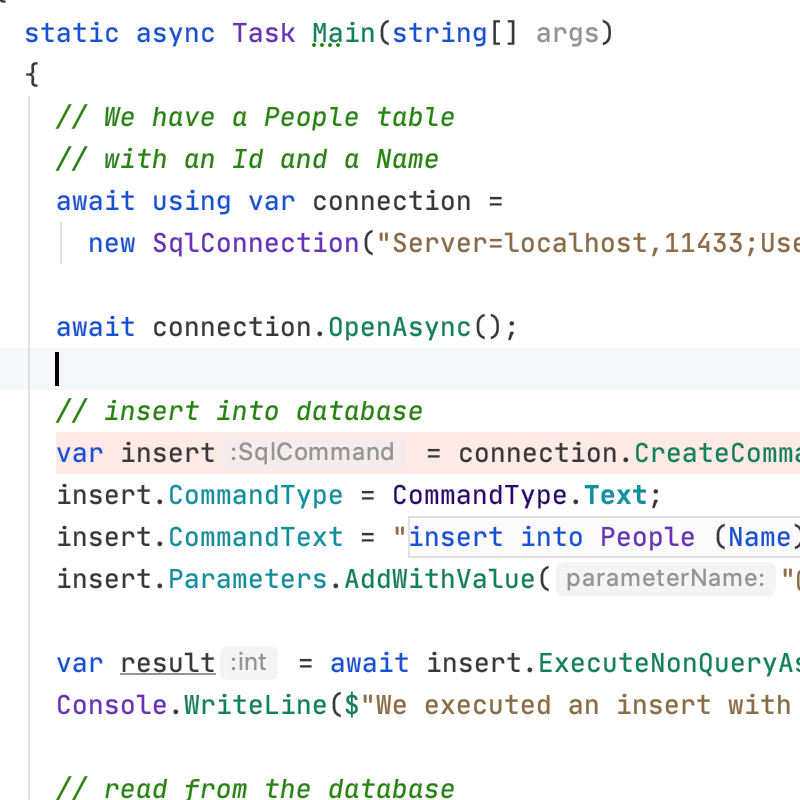 static async Task Main(string[] args)
{
// We have a People table
// with an Id and a Name
await using var connection =
new SqlConnection("Server=localhost,11433;Use
await connection.OpenAsync();
// insert into database
var insert :SqlCommand = connection.CreateComma
insert.CommandType = CommandType.Text;
insert.CommandText = "insert into People (Name)
insert.Parameters.AddWithValue( parameterName: "@
var result :int = await insert.ExecuteNonQueryAs
Console.WriteLine($"We executed an insert with
// read from the database